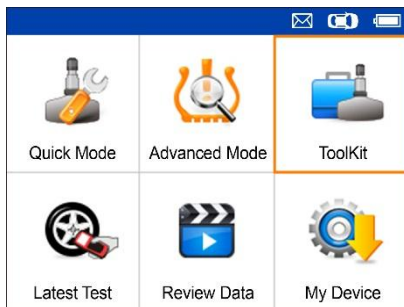 Quick Mode
Advanced Mode
ToolKit
Latest Test
Review Data
My Device